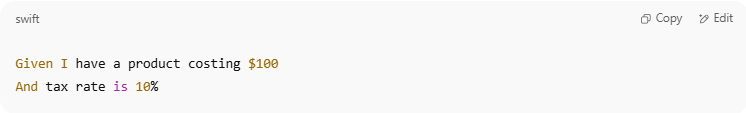 swift
Copy
Edit
Given I have a product costing $100
And tax rate is 10%